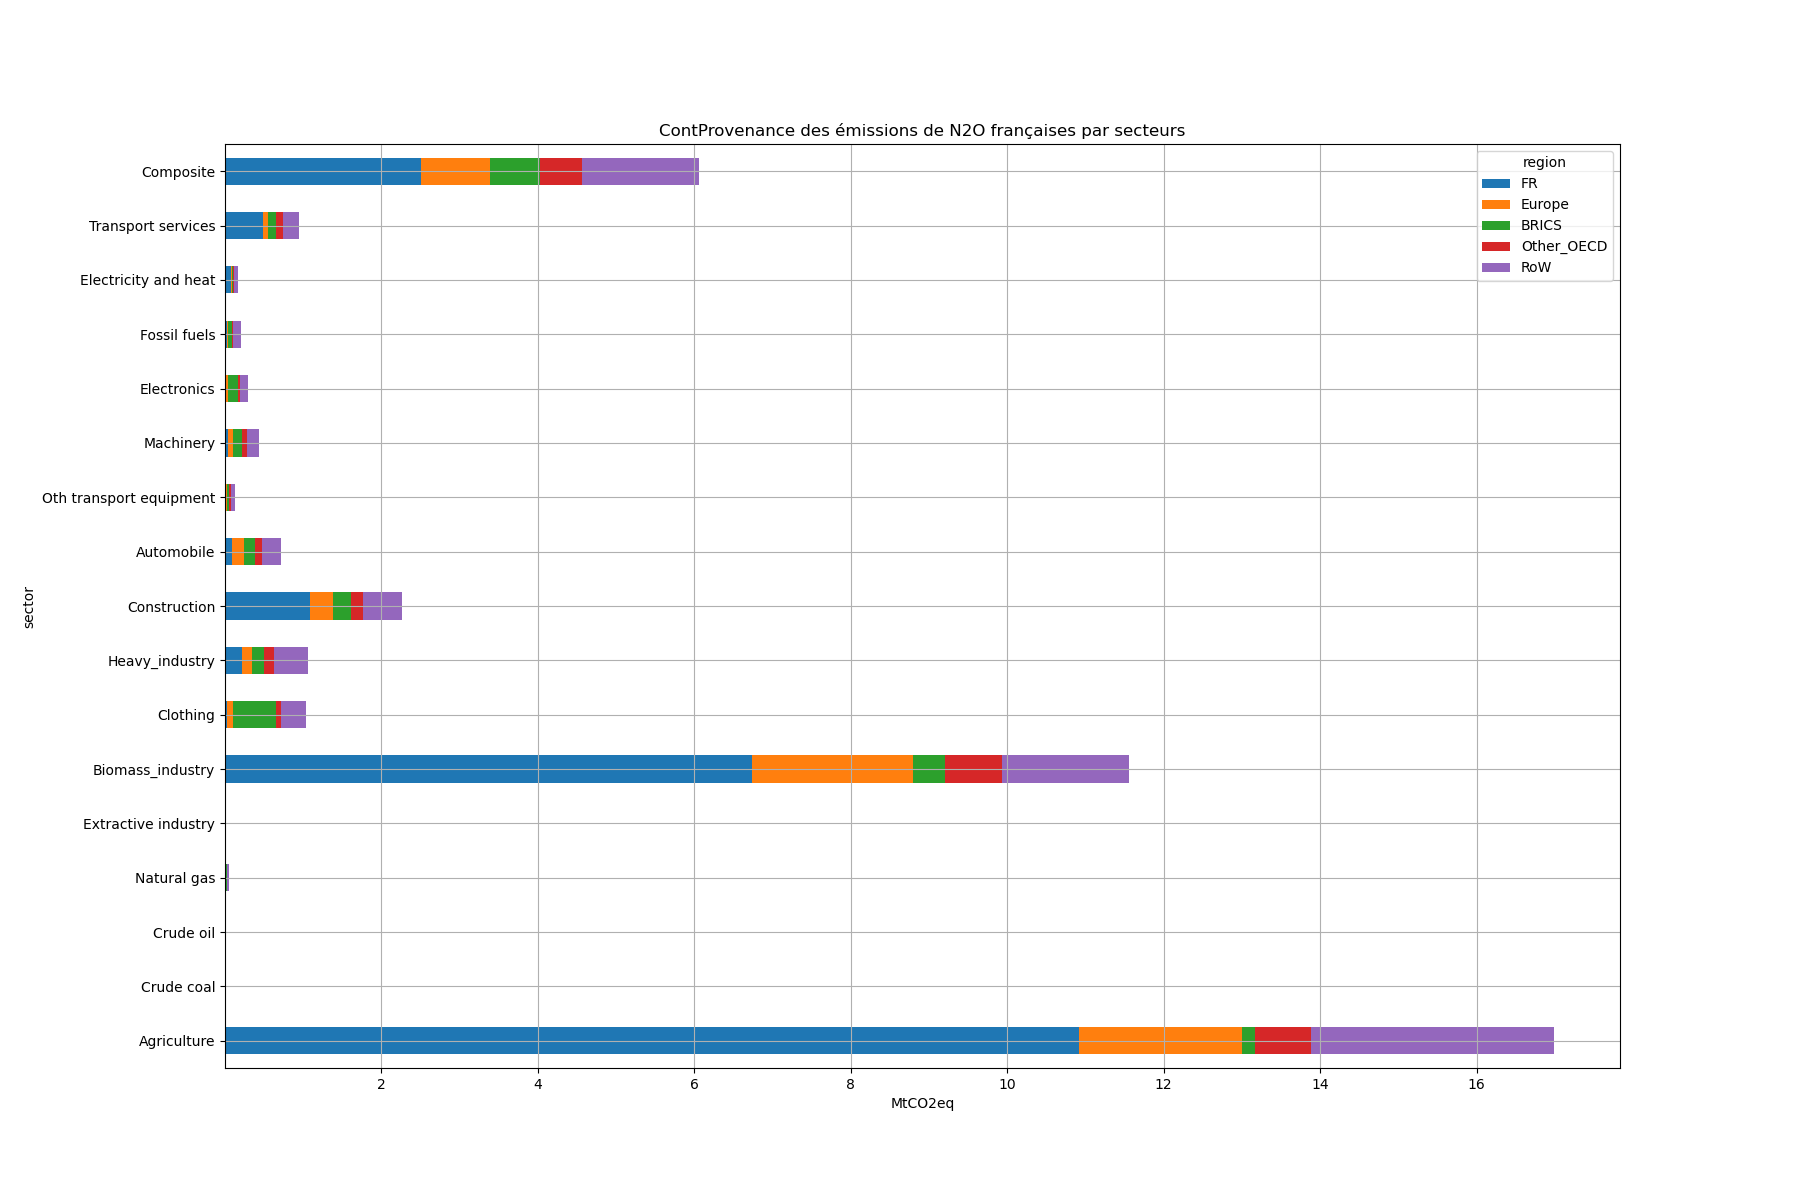 ContProvenance des émissions de N2O françaises par secteurs
region
FR
Europe
BRICS
Other_OECD
RoW
sector
Composite
Transport services
Electricity and heat
Fossil fuels
Electronics
Machinery
Oth transport equipment
Automobile
Construction
Heavy_industry
Clothing
Biomass_industry
Extractive industry
Natural gas
Crude oil
Crude coal
Agriculture
2 4 6 8 10 12 14 16
MtCO2eq